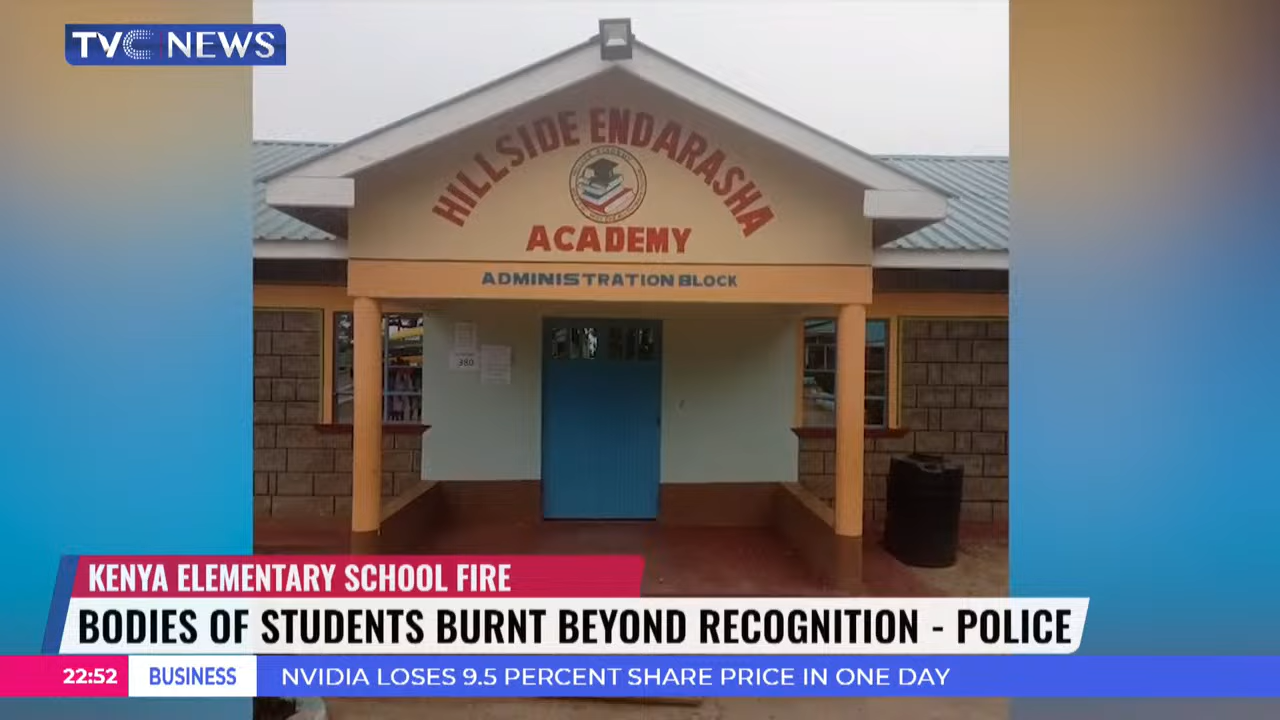 TVC NEWS
HILLSIDE ENDARASHA
ACADEMY
ADMINISTRATION BLOCK
380
KENYA ELEMENTARY SCHOOL FIRE
BODIES OF STUDENTS BURNT BEYOND RECOGNITION - POLICE
22:52 BUSINESS NVIDIA LOSES 9.5 PERCENT SHARE PRICE IN ONE DAY